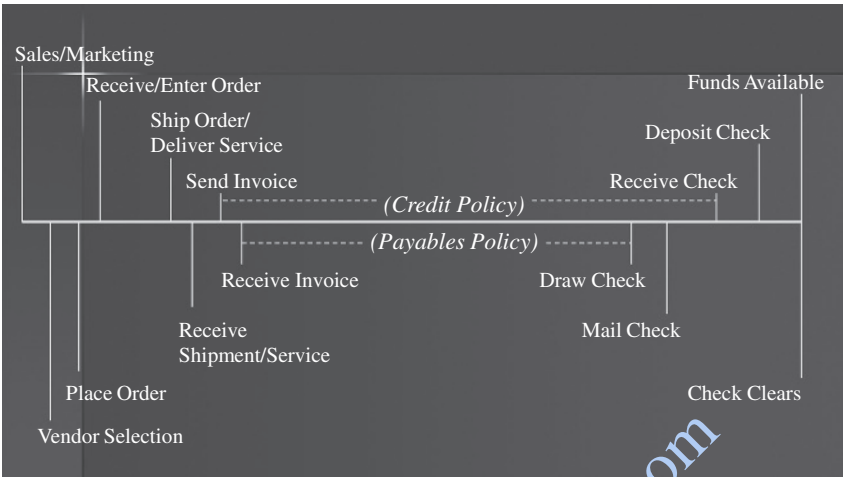 Sales/Marketing
Receive/Enter Order
Funds Available
Ship Order/
Deliver Service
Deposit Check
Send Invoice
Receive Check
(Credit Policy)
(Payables Policy)
Receive Invoice
Draw Check
Receive
Shipment/Service
Mail Check
Place Order
Check Clears
Vendor Selection
om